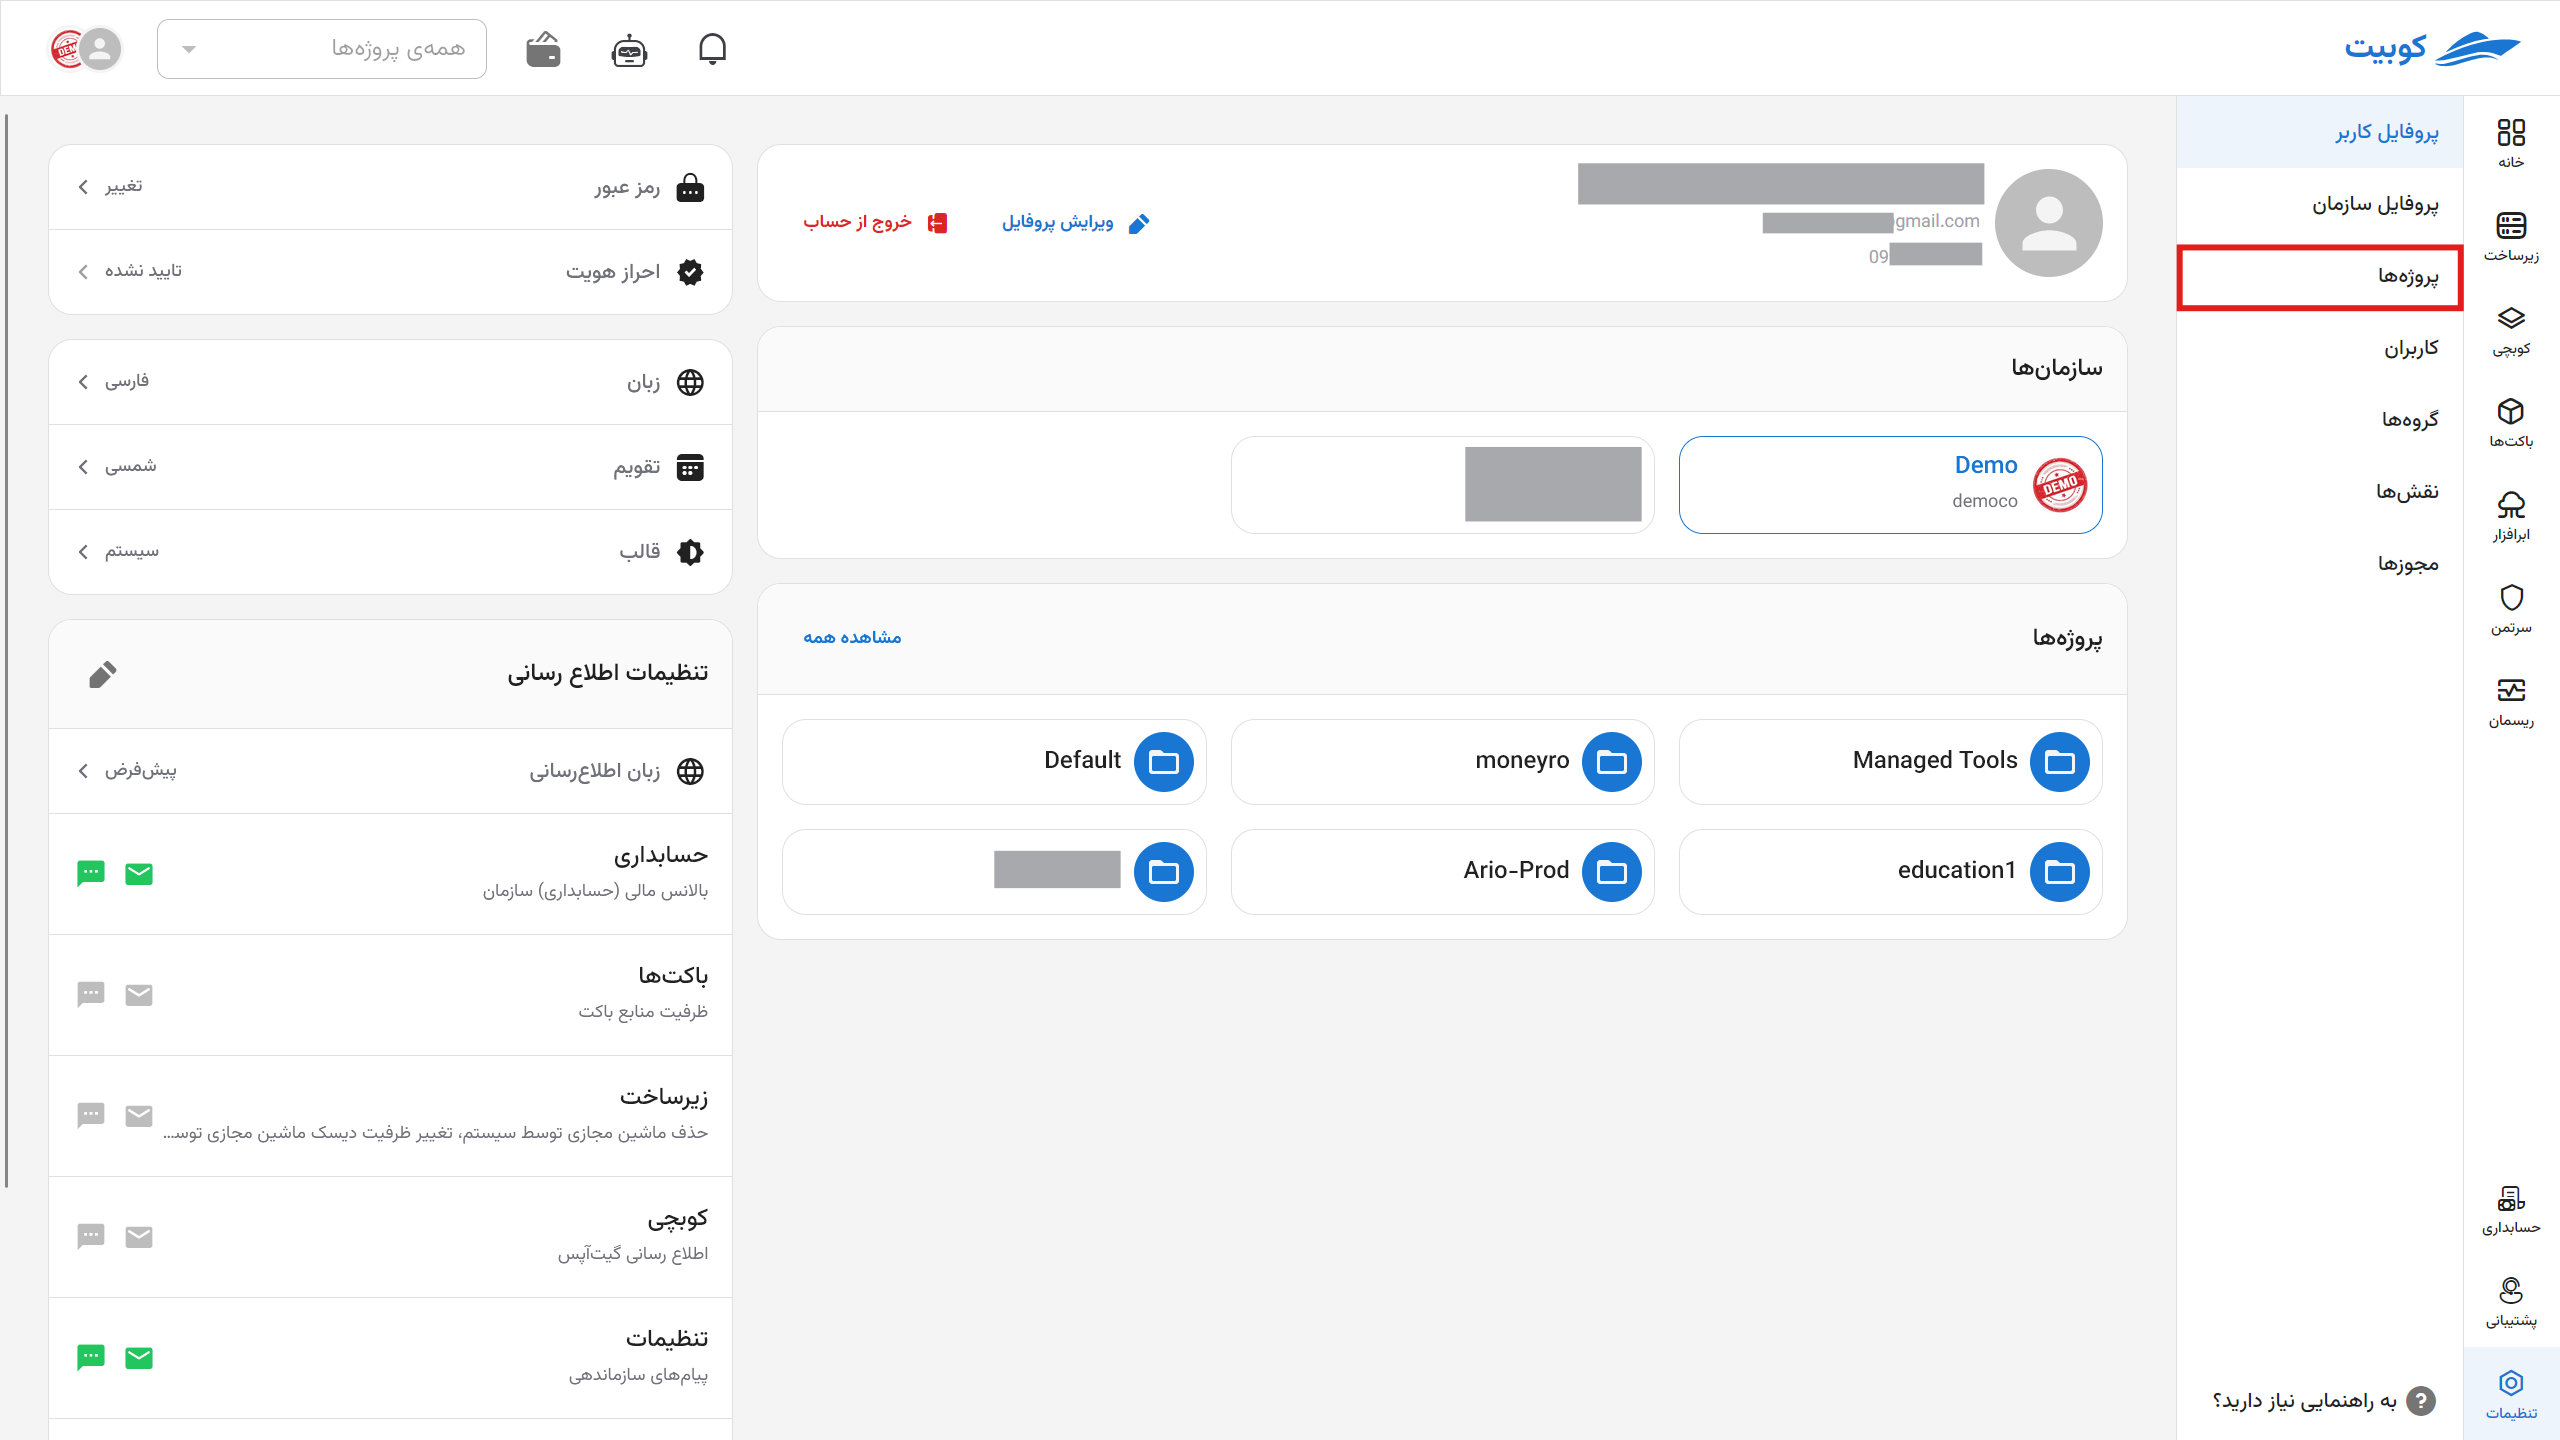 کوبیت
همه‌ی پروژه‌ها
DEMO
خانه
زیرساخت
کوبچی
باکت‌ها
ابرافزار
سرتمن
ریسمان
حسابداری
پشتیبانی
تنظیمات
پروفایل کاربر
پروفایل سازمان
پروژه‌ها
کاربران
گروه‌ها
نقش‌ها
مجوزها
به راهنمایی نیاز دارید؟
gmail.com
09
ویرایش پروفایل
خروج از حساب
سازمان‌ها
DEMO
Demo
democo
پروژه‌ها
مشاهده همه
Managed Tools
moneyro
Default
education1
Ario-Prod
رمز عبور
تغییر
احراز هویت
تایید نشده
زبان
فارسی
تقویم
شمسی
قالب
سیستم
تنظیمات اطلاع رسانی
زبان اطلاع‌رسانی
پیش‌فرض
حسابداری
بالانس مالی (حسابداری) سازمان
باکت‌ها
ظرفیت منابع باکت
زیرساخت
حذف ماشین مجازی توسط سیستم، تغییر ظرفیت دیسک ماشین مجازی توسـ...
کوبچی
اطلاع رسانی گیت‌آپس
تنظیمات
پیام‌های سازماندهی